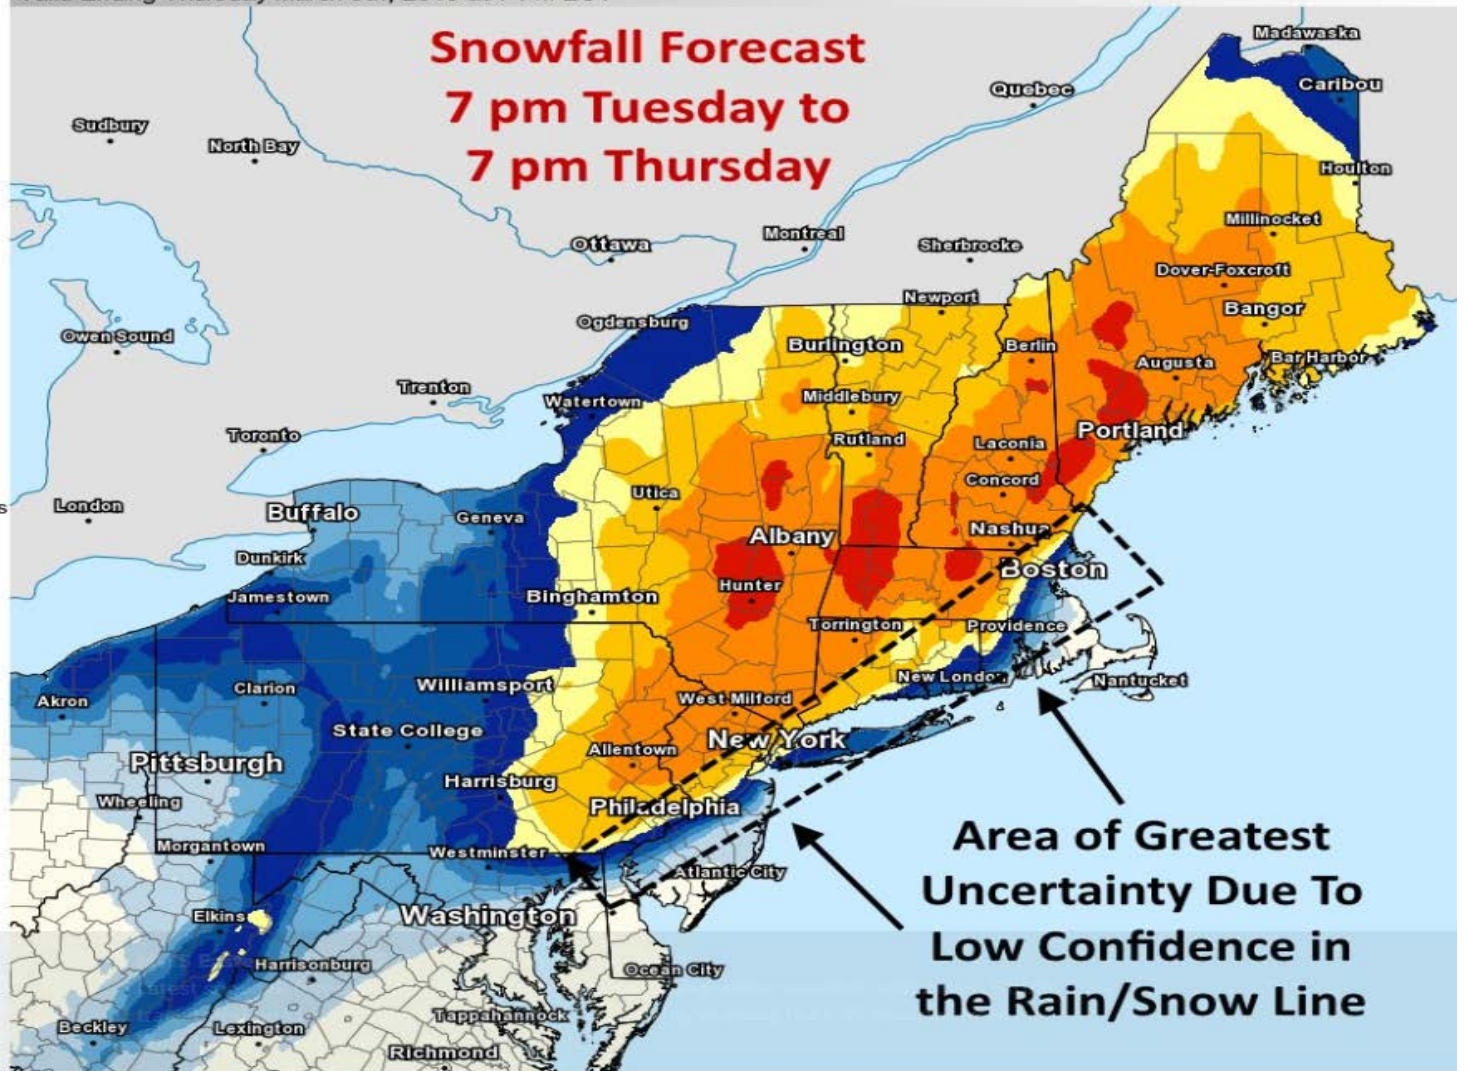 Snowfall Forecast
7 pm Tuesday to
7 pm Thursday
Madawaska
Caribou
Quebec
Sudbury
North Bay
Houlton
Millinocket
Ottawa
Montreal
Sherbrooke
Dover-Foxcroft
Newport
Bangor
Ogdensburg
Owen Sound
Burlington
Berlin
Augusta
Bar Harbor
Trenton
Watertown
Middlebury
Toronto
Rutland
Laconia
Portland
Utica
Concord
London
Buffalo
Geneva
Albany
Nashua
Dunkirk
Boston
Jamestown
Binghamton
Hunter
Torrington
Providence
Akron
Clarion
Williamsport
West Milford
New London
Nantucket
State College
Allentown
New York
Pittsburgh
Harrisburg
Wheeling
Philadelphia
Morgantown
Westminster
Atlantic City
Area of Greatest
Uncertainty Due To
Low Confidence in
the Rain/Snow Line
Elkins
Washington
Harrisonburg
Ocean City
Beckley
Lexington
Tappahannock
Richmond